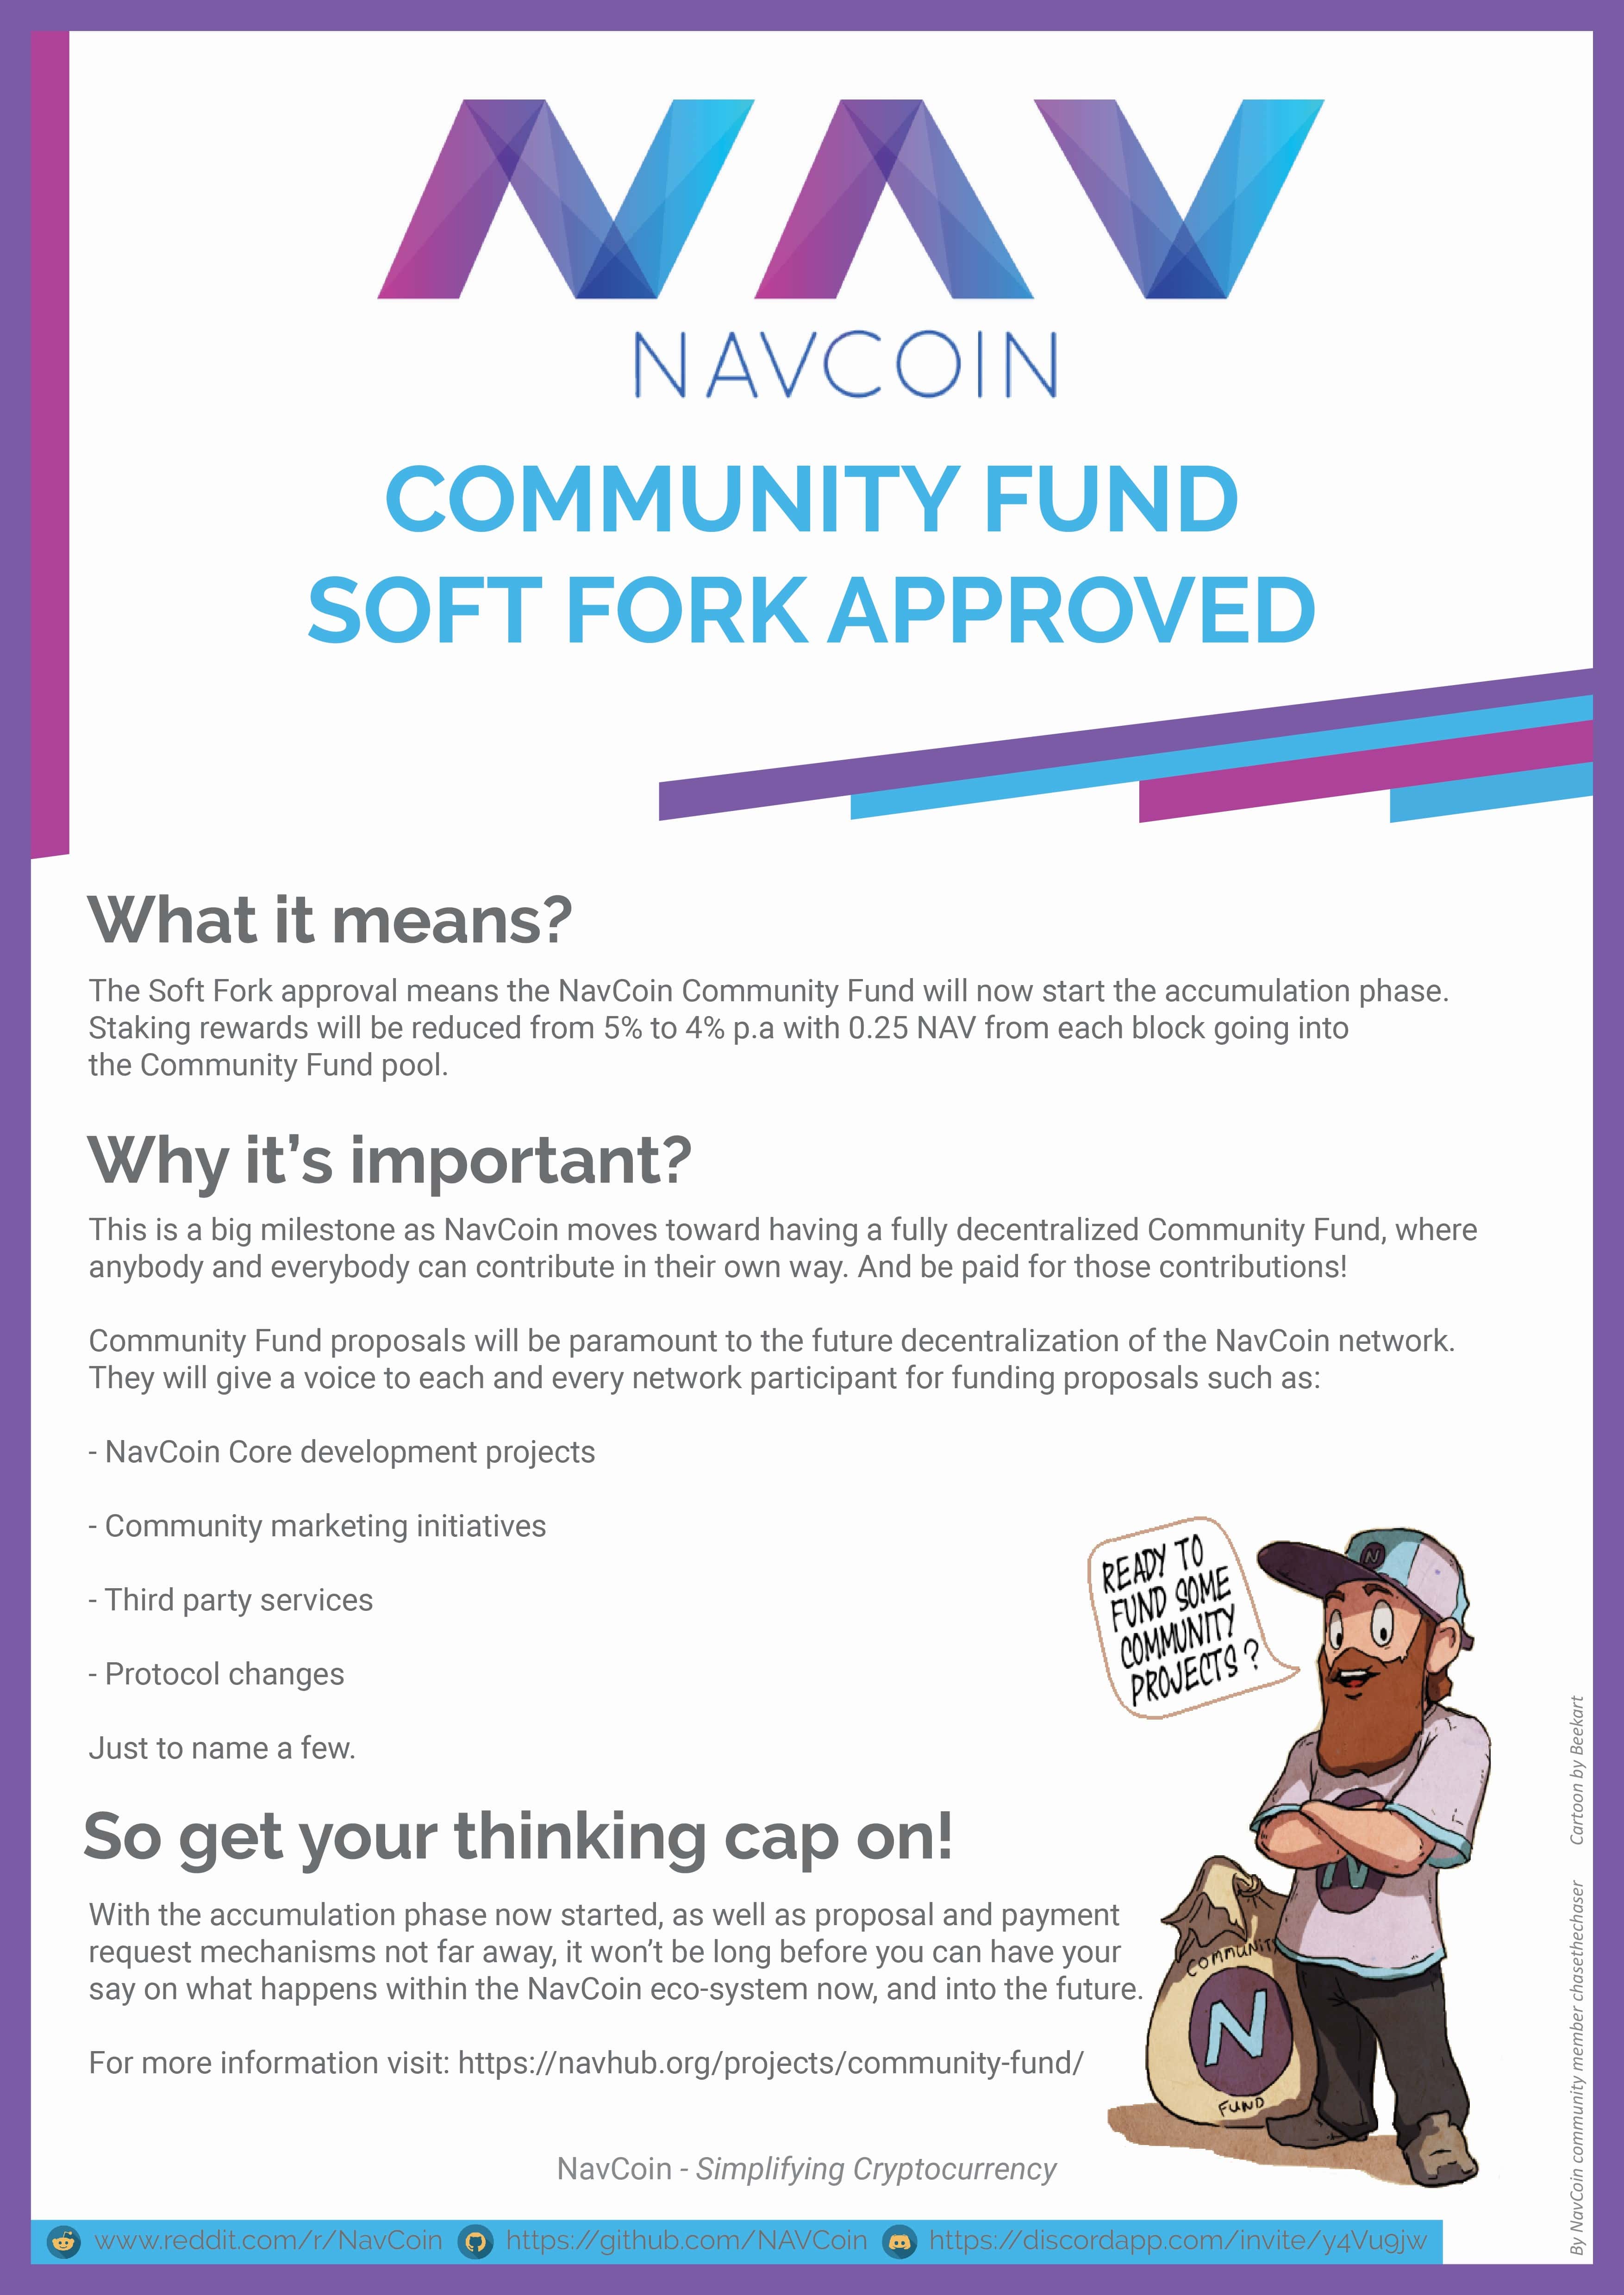 NAV
NAVCOIN
COMMUNITY FUND
SOFT FORK APPROVED
What it means?
The Soft Fork approval means the NavCoin Community Fund will now start the accumulation phase.
Staking rewards will be reduced from 5% to 4% p.a with 0.25 NAV from each block going into
the Community Fund pool.
Why it’s important?
This is a big milestone as NavCoin moves toward having a fully decentralized Community Fund, where
anybody and everybody can contribute in their own way. And be paid for those contributions!
Community Fund proposals will be paramount to the future decentralization of the NavCoin network.
They will give a voice to each and every network participant for funding proposals such as:
- NavCoin Core development projects
- Community marketing initiatives
- Third party services
- Protocol changes
Just to name a few.
READY TO
FUND SOME
COMMUNITY
PROJECTS?
N
N
COMMUNITY
N
FUND
So get your thinking cap on!
With the accumulation phase now started, as well as proposal and payment
request mechanisms not far away, it won’t be long before you can have your
say on what happens within the NavCoin eco-system now, and into the future.
For more information visit: https://navhub.org/projects/community-fund/
NavCoin - Simplifying Cryptocurrency
www.reddit.com/r/NavCoin https://github.com/NAVCoin https://discordapp.com/invite/y4Vu9jw
By NavCoin community member chasethechaser Cartoon by Beekart